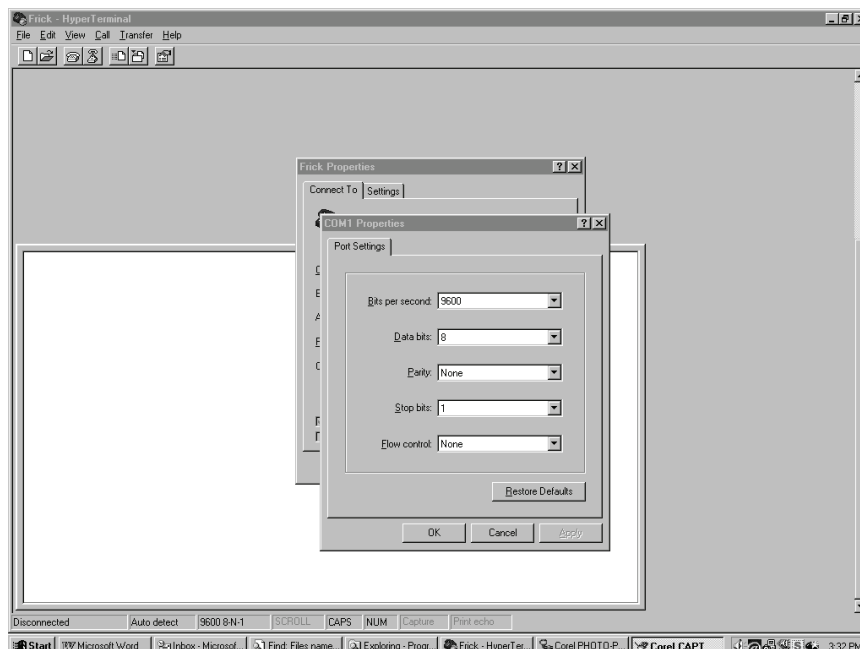 Frick - HyperTerminal
File Edit View Call Transfer Help
Frick Properties
Connect To Settings
COM1 Properties
Port Settings
Bits per second: 9600
Data bits: 8
Parity: None
Stop bits: 1
Flow control: None
Restore Defaults
OK Cancel Apply
Disconnected Auto detect 9600 8-N-1 SCROLL CAPS NUM Capture Print echo
Start Microsoft Word Inbox - Microsof... Find: Files name... Exploring - Progr... Frick - HyperTer... Corel PHOTO-P... Corel CAPT... 3:32 PM